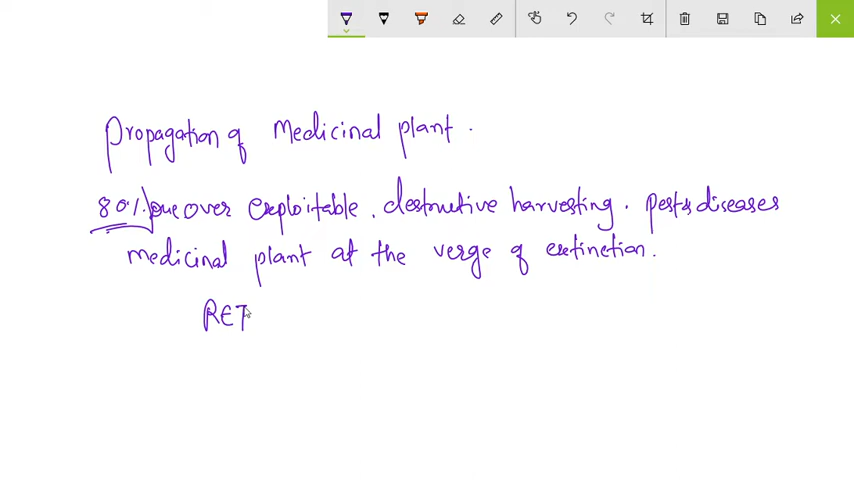 Propagation of Medicinal plant.
80% due over exploitable, destructive harvesting. pests diseases
medicinal plant at the verge of extinction.
RET